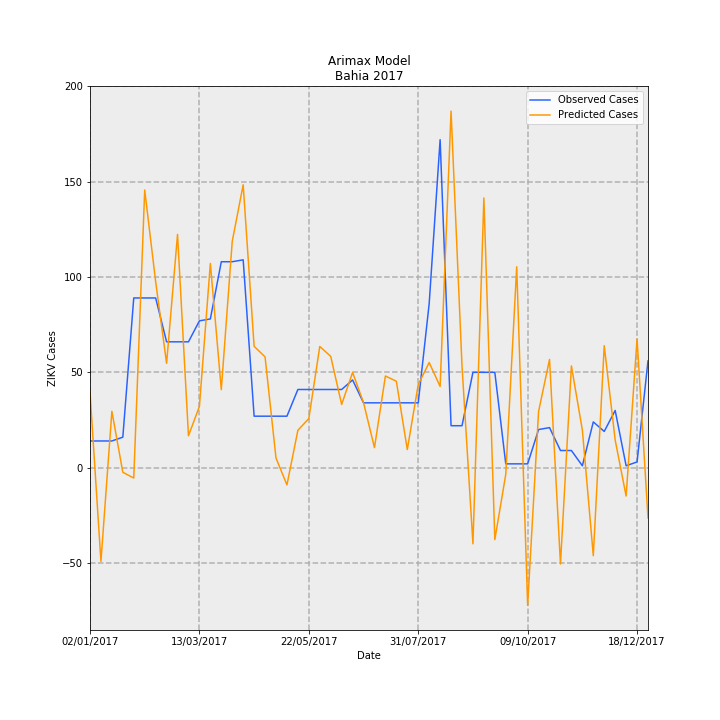 Arimax Model
Bahia 2017
Observed Cases
Predicted Cases
200
150
100
50
0
−50
ZIKV Cases
02/01/2017
13/03/2017
22/05/2017
31/07/2017
09/10/2017
18/12/2017
Date